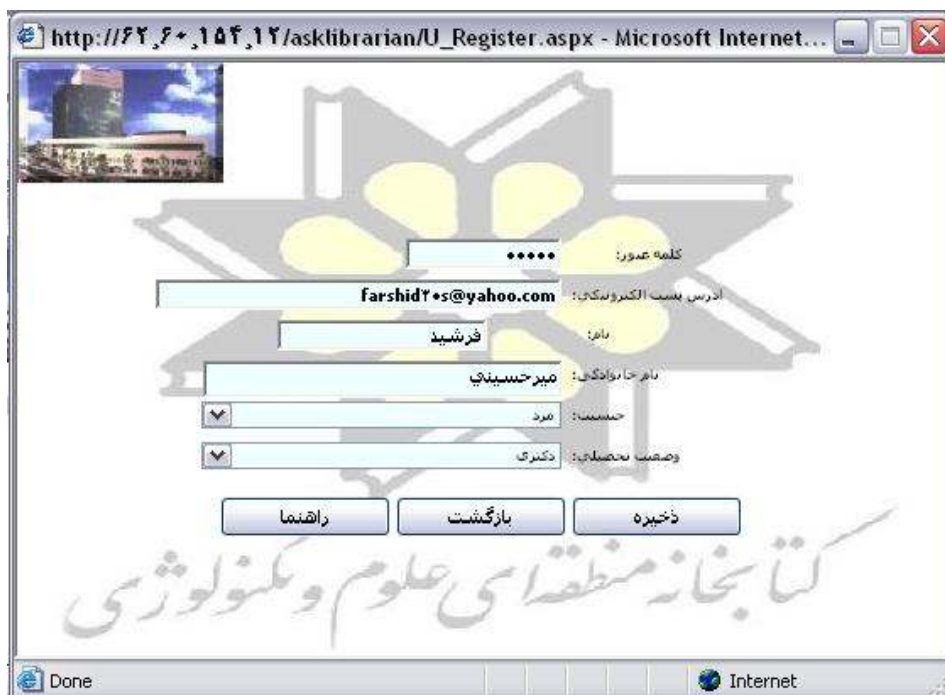 http://۶۲,۶۰,۱۵۴,۱۲/asklibrarian/U_Register.aspx - Microsoft Internet...
کلمه عبور: •••••
ادرس پست الکترونیکی: farshid۲۰s@yahoo.com
نام: فرشید
نام خانوادگی: میرحسینی
جنسیت: مرد
وضعیت تحصیلی: دکتری
ذخیره بازگشت راهنما
کتابخانه منطقه‌ای علوم و تکنولوژی
Done Internet